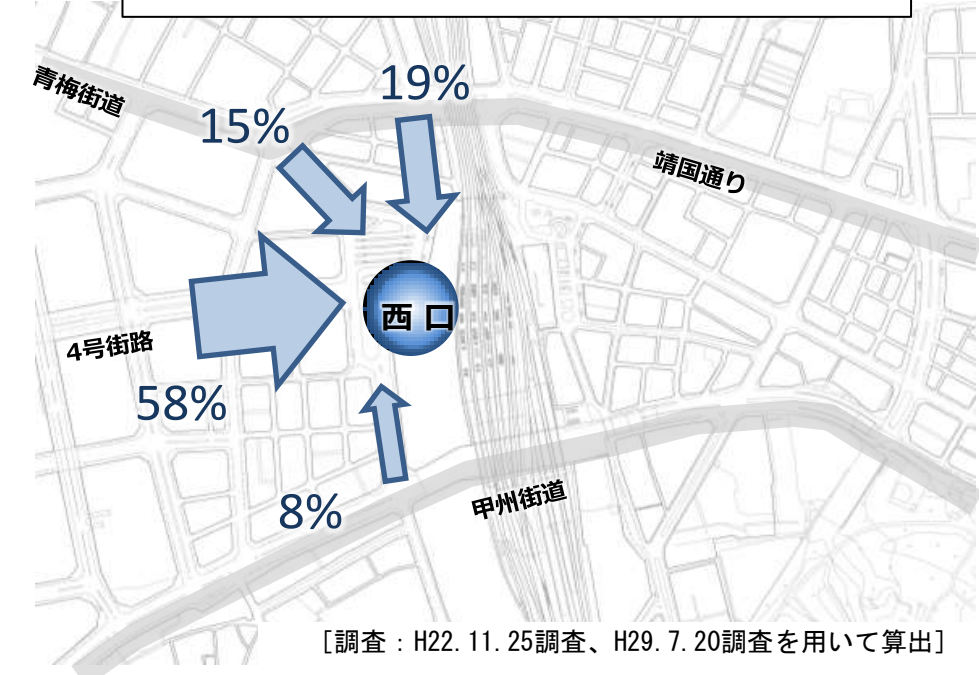 青梅街道
19%
15%
靖国通り
西口
4号街路
58%
8%
甲州街道
[調査：H22.11.25調査、H29.7.20調査を用いて算出]